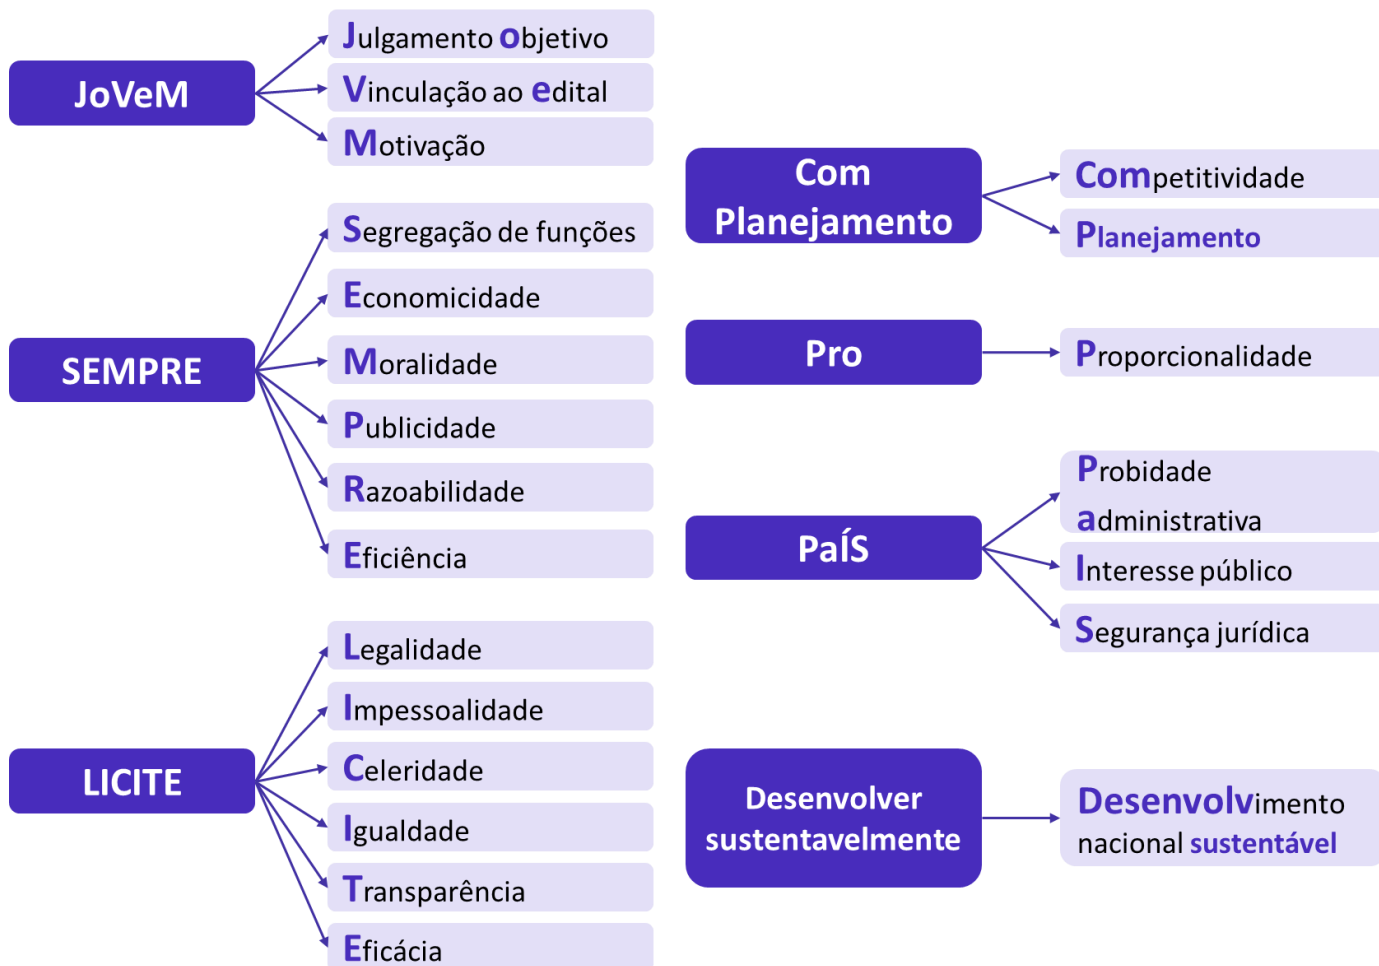 JoVeM
Julgamento objetivo
Vinculação ao edital
Motivação
SEMPRE
Segregação de funções
Economicidade
Moralidade
Publicidade
Razoabilidade
Eficiência
LICITE
Legalidade
Impessoalidade
Celeridade
Igualdade
Transparência
Eficácia
Com
Planejamento
Competitividade
Planejamento
Pro
Proporcionalidade
PaÍS
Probidade
administrativa
Interesse público
Segurança jurídica
Desenvolver
sustentavelmente
Desenvolvimento
nacional sustentável